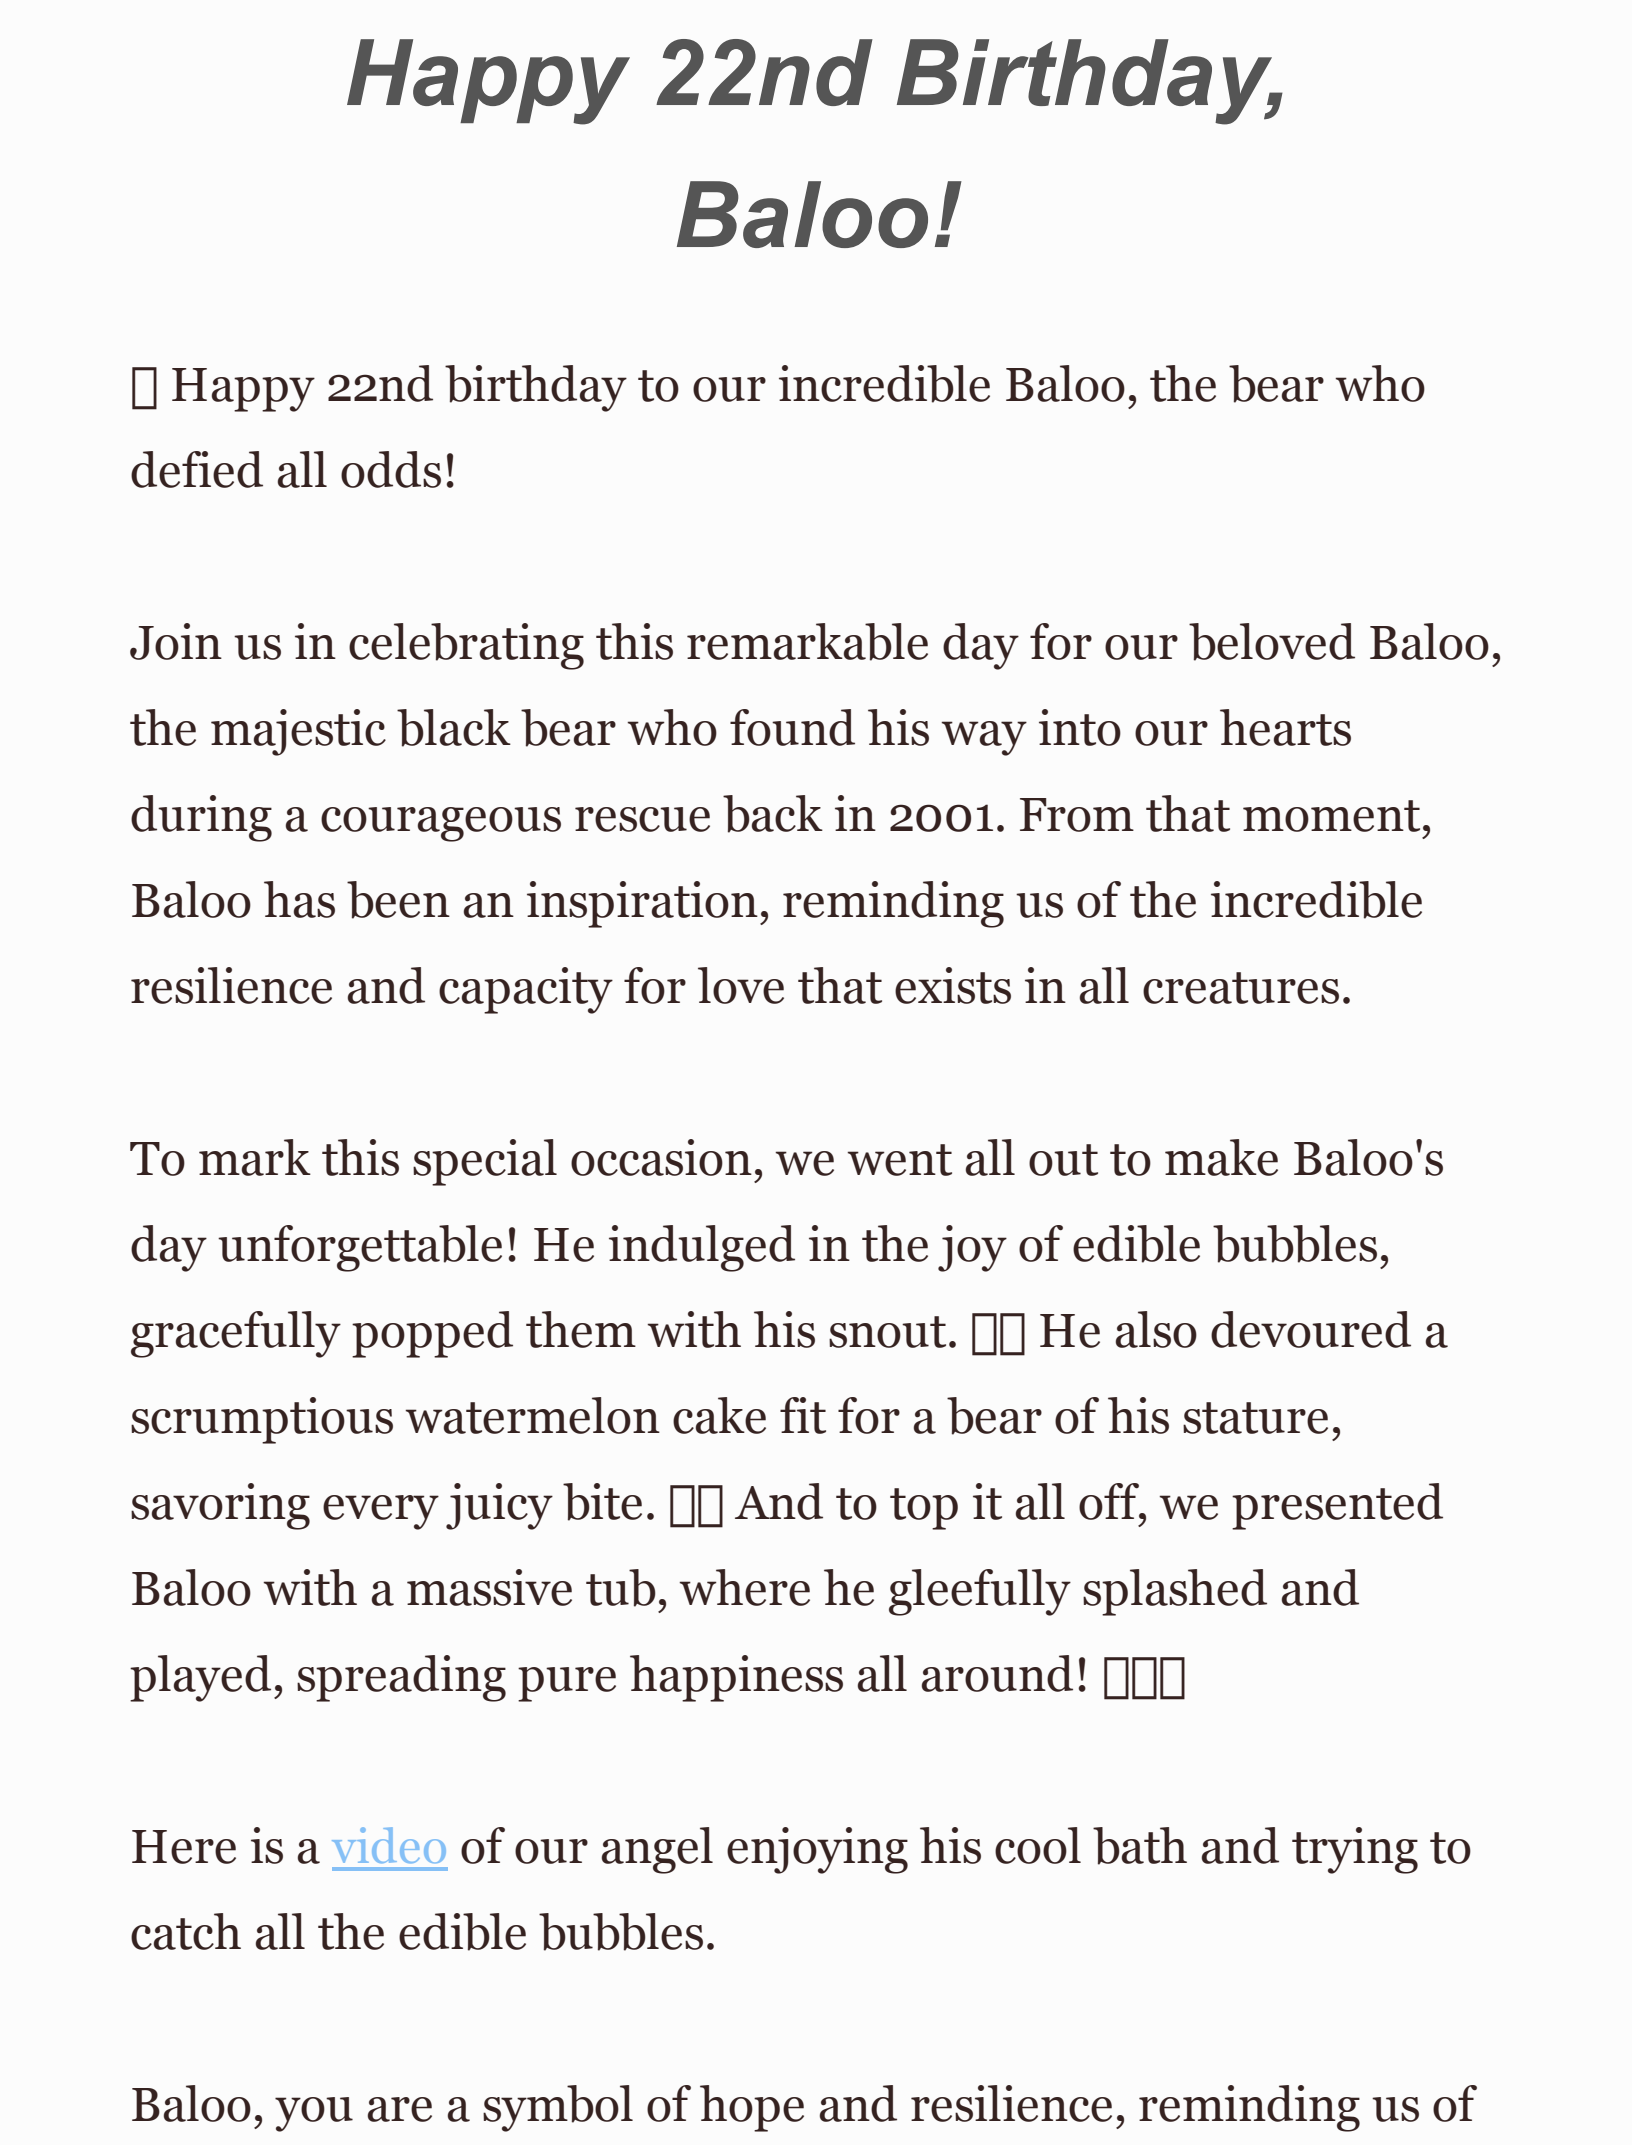 Happy 22nd Birthday,
Baloo!
▯ Happy 22nd birthday to our incredible Baloo, the bear who
defied all odds!
Join us in celebrating this remarkable day for our beloved Baloo,
the majestic black bear who found his way into our hearts
during a courageous rescue back in 2001. From that moment,
Baloo has been an inspiration, reminding us of the incredible
resilience and capacity for love that exists in all creatures.
To mark this special occasion, we went all out to make Baloo's
day unforgettable! He indulged in the joy of edible bubbles,
gracefully popped them with his snout. ▯▯ He also devoured a
scrumptious watermelon cake fit for a bear of his stature,
savoring every juicy bite. ▯▯ And to top it all off, we presented
Baloo with a massive tub, where he gleefully splashed and
played, spreading pure happiness all around! ▯▯▯
Here is a video of our angel enjoying his cool bath and trying to
catch all the edible bubbles.
Baloo, you are a symbol of hope and resilience, reminding us of